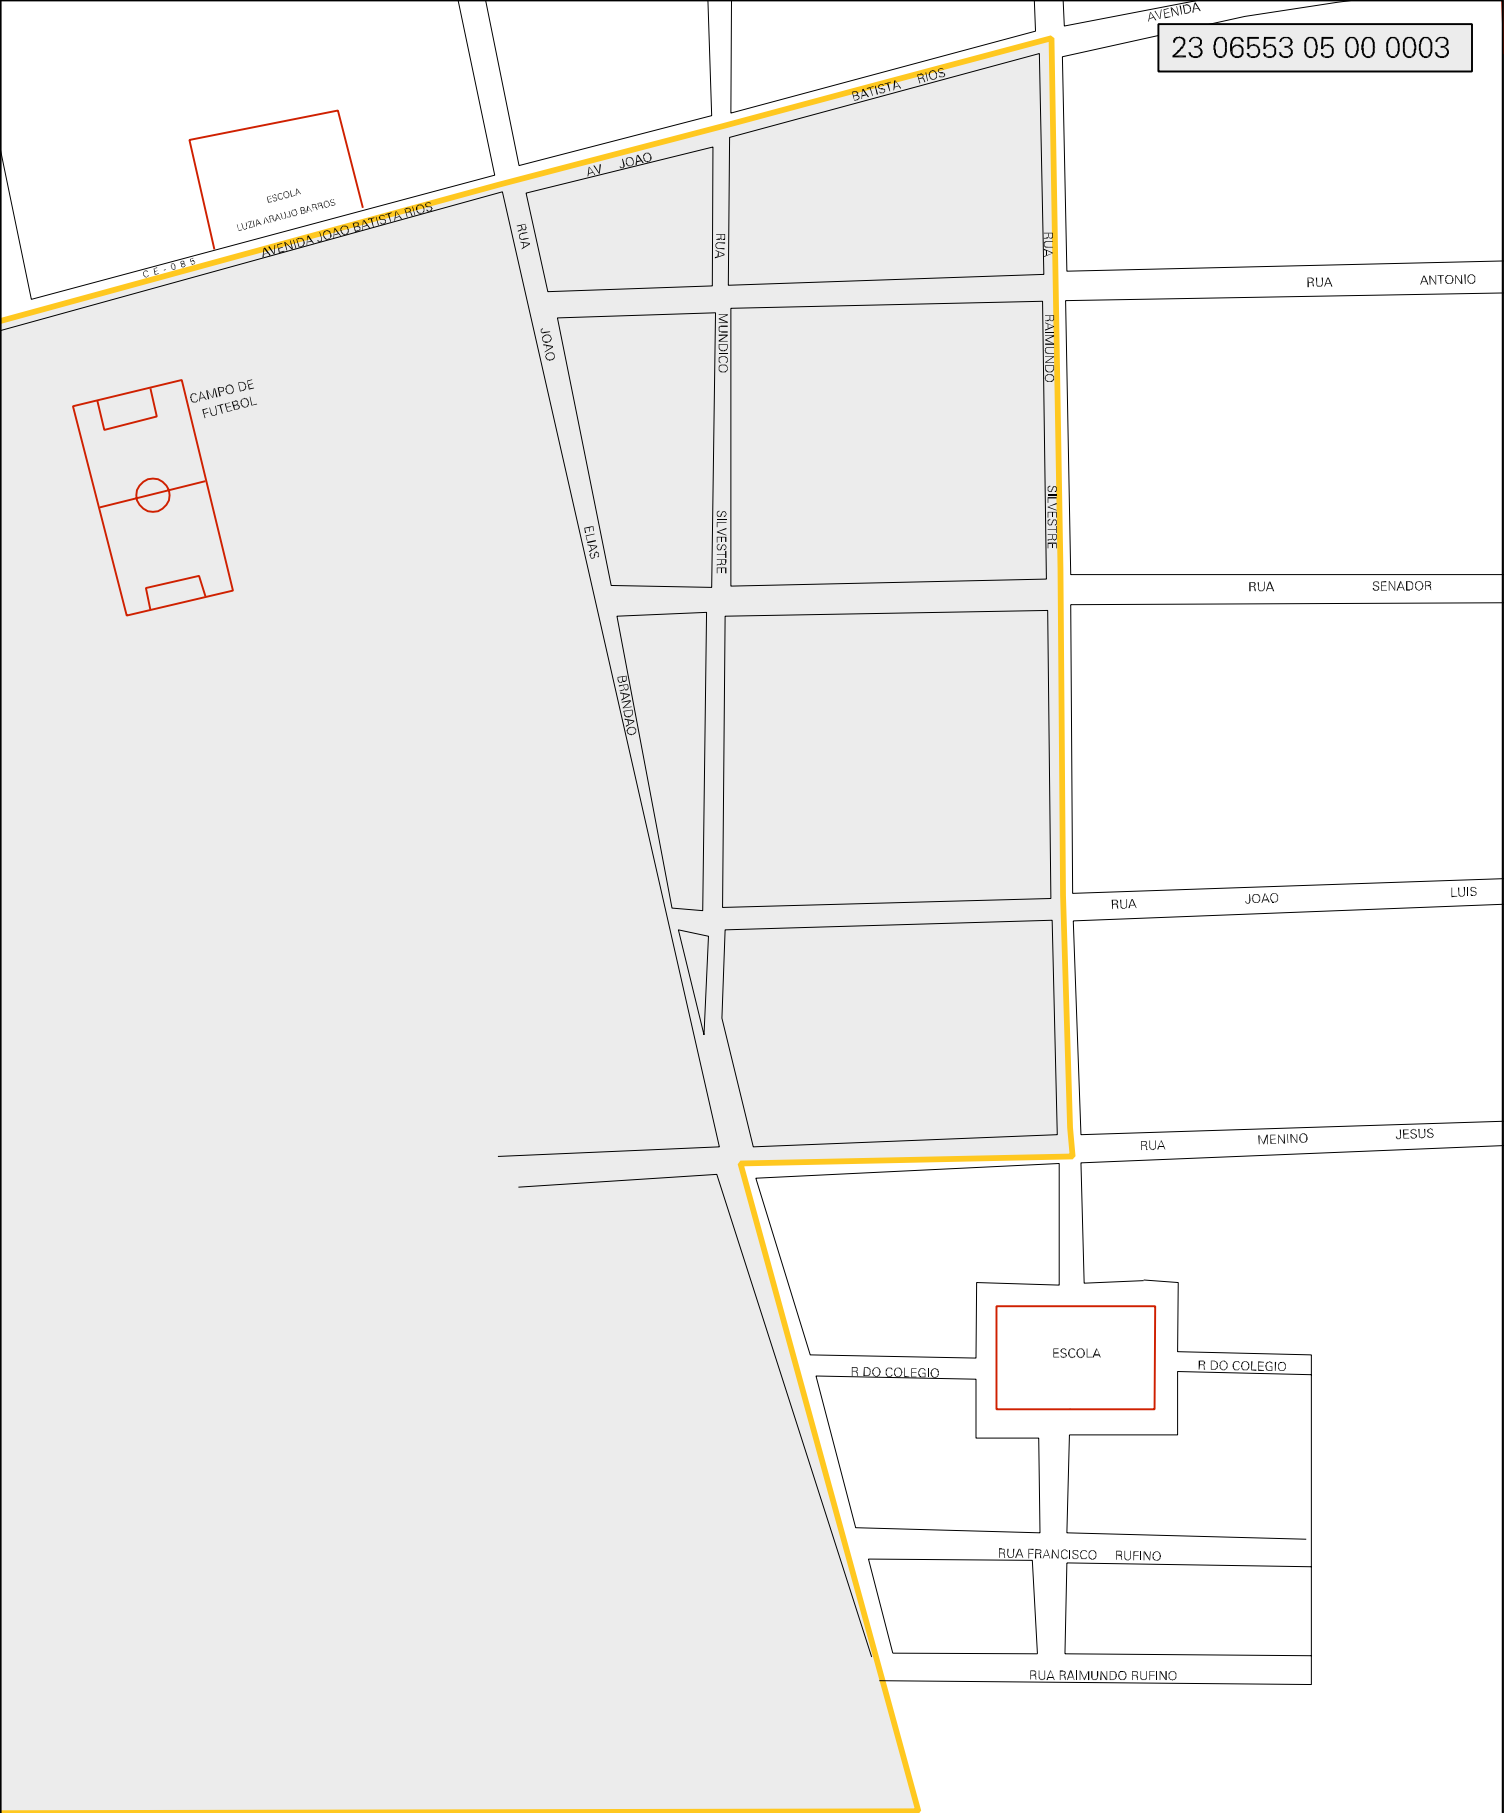 AVENIDA
23 06553 05 00 0003
BATISTA RIOS
AV JOAO
ESCOLA
LUZIA ARAUJO BARROS
AVENIDA JOAO BATISTA RIOS
CE-085
RUA JOAO ELIAS BRANDAO
RUA MUNDICO SILVESTRE
RUA RAIMUNDO SILVESTRE
RUA ANTONIO
CAMPO DE
FUTEBOL
RUA SENADOR
RUA JOAO LUIS
RUA MENINO JESUS
ESCOLA
R DO COLEGIO
R DO COLEGIO
RUA FRANCISCO RUFINO
RUA RAIMUNDO RUFINO